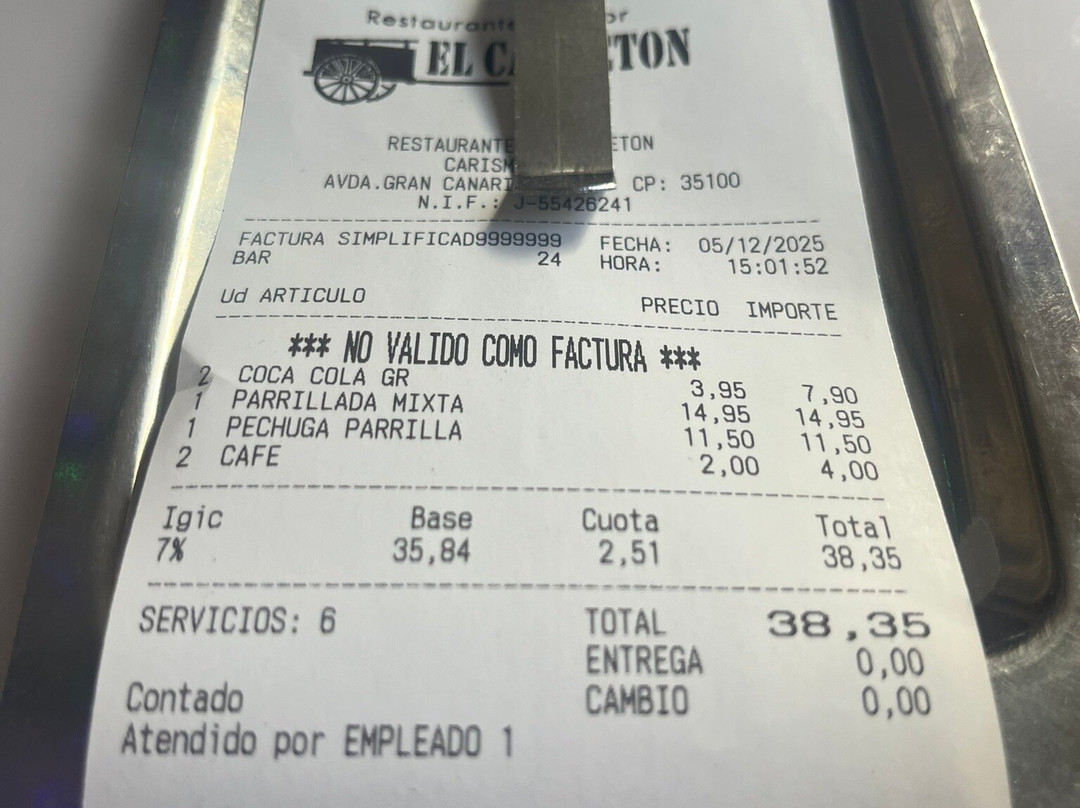 Restaurante
EL
RESTAURANTE
AVDA.GRAN CP: 35100
N.I.F.: J-55426241
FACTURA SIMPLIFICAD9999999 FECHA: 05/12/2025
BAR 24 HORA: 15:01:52
Ud ARTICULO PRECIO IMPORTE
*** NO VALIDO COMO FACTURA ***
2 COCA COLA GR 3,95 7,90
1 PARRILLADA MIXTA 14,95 14,95
1 PECHUGA PARRILLA 11,50 11,50
2 CAFE 2,00 4,00
Igic Base Cuota Total
7% 35,84 2,51 38,35
SERVICIOS: 6 TOTAL 38,35
ENTREGA 0,00
Contado CAMBIO 0,00
Atendido por EMPLEADO 1